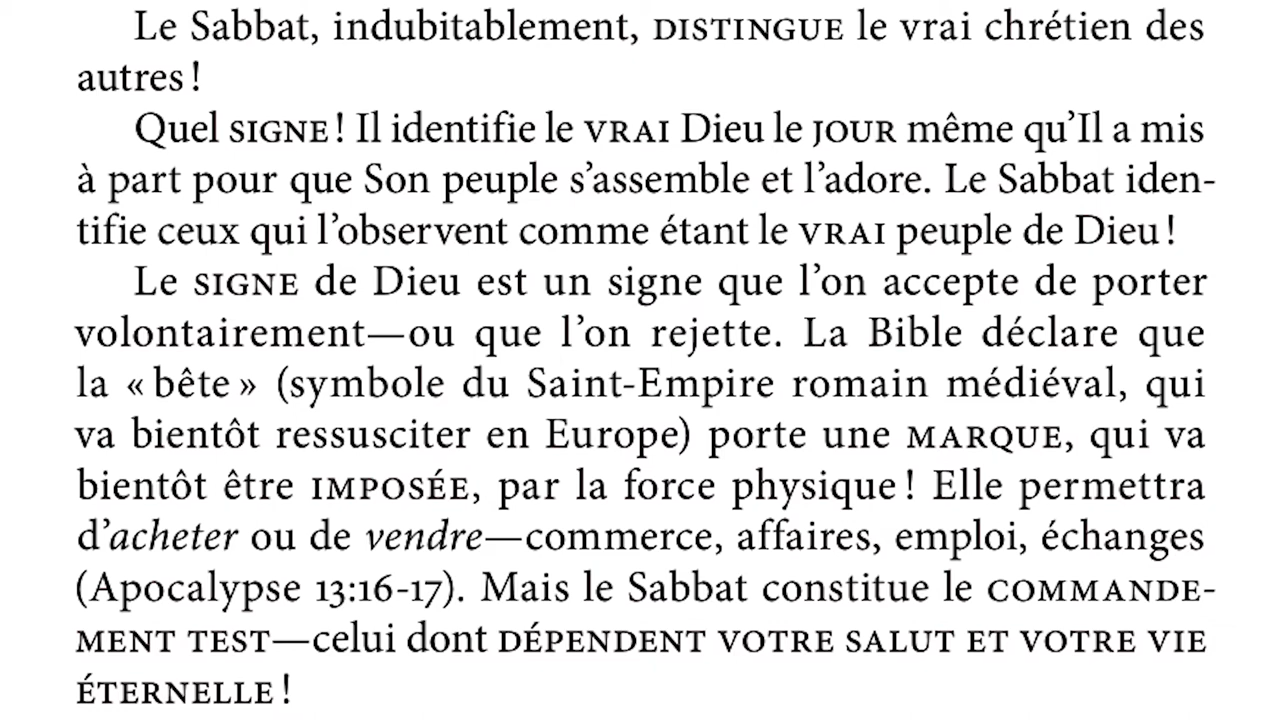 Le Sabbat, indubitablement, DISTINGUE le vrai chrétien des
autres !
Quel SIGNE ! Il identifie le VRAI Dieu le JOUR même qu’Il a mis
à part pour que Son peuple s’assemble et l’adore. Le Sabbat iden-
tifie ceux qui l’observent comme étant le VRAI peuple de Dieu !
Le SIGNE de Dieu est un signe que l’on accepte de porter
volontairement—ou que l’on rejette. La Bible déclare que
la « bête » (symbole du Saint-Empire romain médiéval, qui
va bientôt ressusciter en Europe) porte une MARQUE, qui va
bientôt être IMPOSÉE, par la force physique ! Elle permettra
d’acheter ou de vendre—commerce, affaires, emploi, échanges
(Apocalypse 13:16-17). Mais le Sabbat constitue le COMMANDE-
MENT TEST—celui dont DÉPENDENT VOTRE SALUT ET VOTRE VIE
ÉTERNELLE !